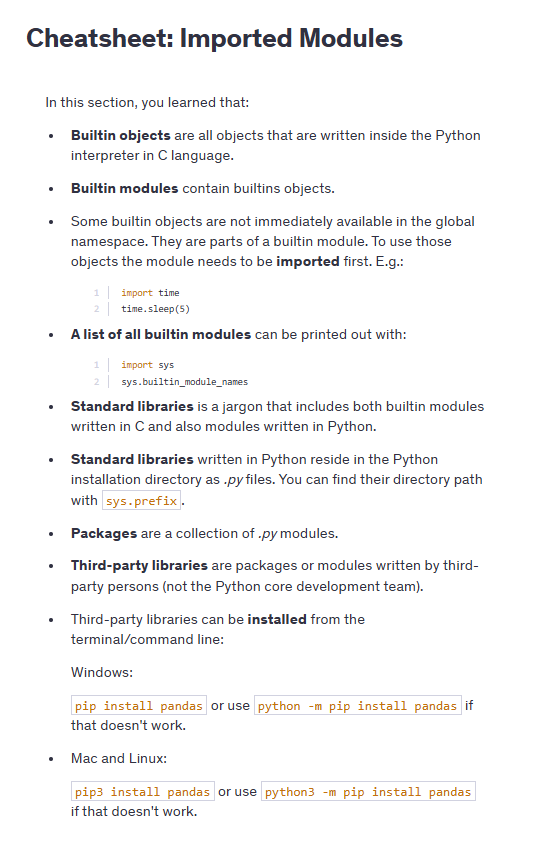 Cheatsheet: Imported Modules
In this section, you learned that:
• Builtin objects are all objects that are written inside the Python
interpreter in C language.
• Builtin modules contain builtins objects.
• Some builtin objects are not immediately available in the global
namespace. They are parts of a builtin module. To use those
objects the module needs to be imported first. E.g.:
1 import time
2 time.sleep(5)
• A list of all builtin modules can be printed out with:
1 import sys
2 sys.builtin_module_names
• Standard libraries is a jargon that includes both builtin modules
written in C and also modules written in Python.
• Standard libraries written in Python reside in the Python
installation directory as .py files. You can find their directory path
with sys.prefix.
• Packages are a collection of .py modules.
• Third-party libraries are packages or modules written by third-
party persons (not the Python core development team).
• Third-party libraries can be installed from the
terminal/command line:
Windows:
pip install pandas or use python -m pip install pandas if
that doesn't work.
• Mac and Linux:
pip3 install pandas or use python3 -m pip install pandas
if that doesn't work.